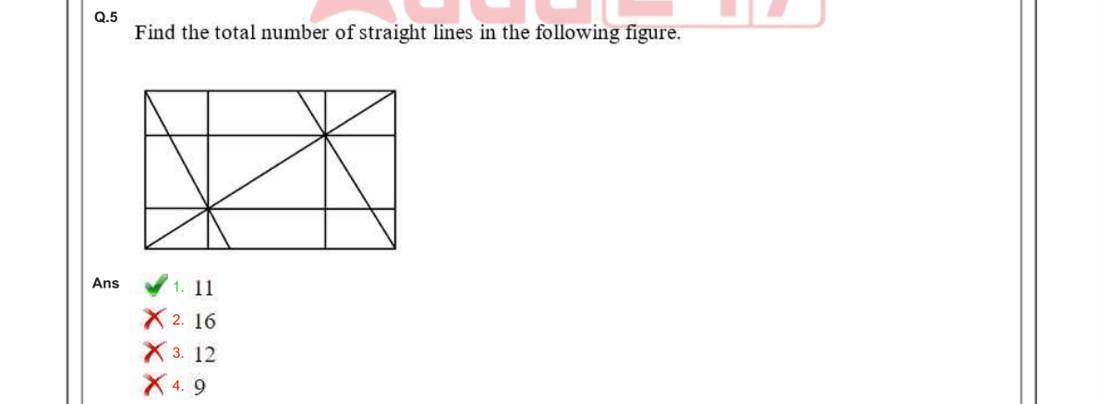 Q.5
Find the total number of straight lines in the following figure.
Ans
1. 11
2. 16
3. 12
4. 9